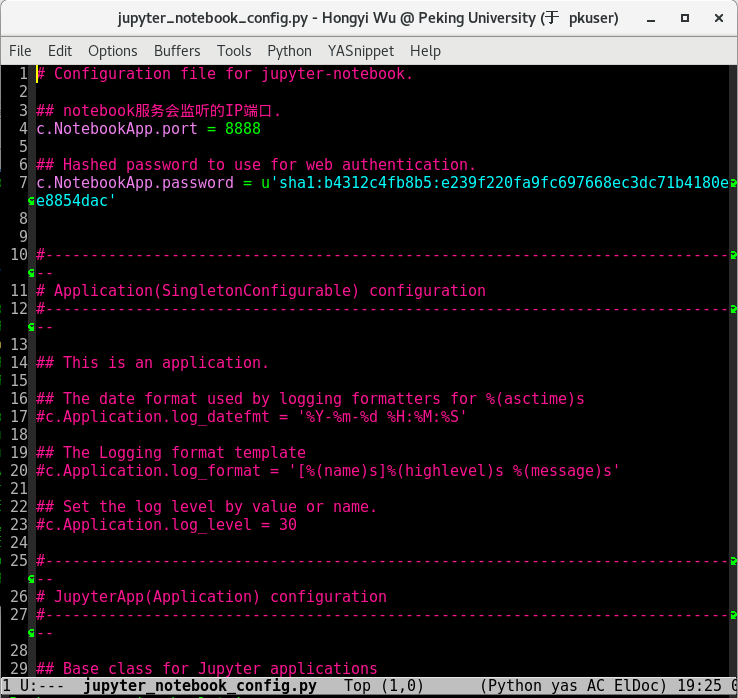 jupyter_notebook_config.py - Hongyi Wu @ Peking University (于 pkuser)
File Edit Options Buffers Tools Python YASnippet Help
1 # Configuration file for jupyter-notebook.
2
3 ## notebook服务会监听的IP端口.
4 c.NotebookApp.port = 8888
5
6 ## Hashed password to use for web authentication.
7 c.NotebookApp.password = u'sha1:b4312c4fb8b5:e239f220fa9fc697668ec3dc71b4180e
e8854dac'
8
9
10 #-----------------------------------------------------------------------------
--
11 # Application(SingletonConfigurable) configuration
12 #-----------------------------------------------------------------------------
--
13
14 ## This is an application.
15
16 ## The date format used by logging formatters for %(asctime)s
17 #c.Application.log_datefmt = '%Y-%m-%d %H:%M:%S'
18
19 ## The Logging format template
20 #c.Application.log_format = '[%(name)s]%(highlevel)s %(message)s'
21
22 ## Set the log level by value or name.
23 #c.Application.log_level = 30
24
25 #-----------------------------------------------------------------------------
--
26 # JupyterApp(Application) configuration
27 #-----------------------------------------------------------------------------
--
28
29 ## Base class for Jupyter applications
1 U:--- jupyter_notebook_config.py Top (1,0) (Python yas AC ElDoc) 19:25